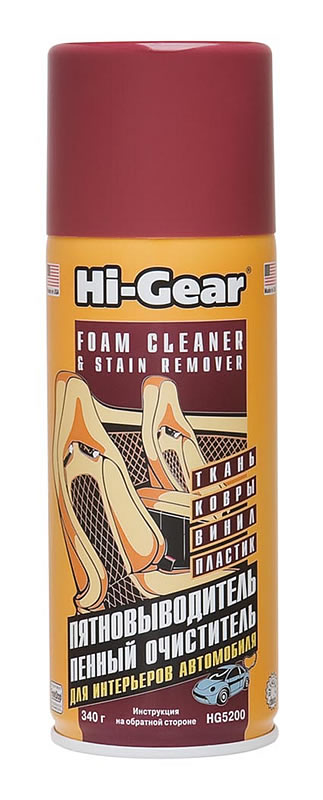 Hi-Gear®
FOAM CLEANER
& STAIN REMOVER
ТКАНЬ
КОВРЫ
ВИНИЛ
ПЛАСТИК
ПЯТНОВЫВОДИТЕЛЬ
ПЕННЫЙ ОЧИСТИТЕЛЬ
ДЛЯ ИНТЕРЬЕРОВ АВТОМОБИЛЯ
340 г
Инструкция
на обратной стороне
HG5200